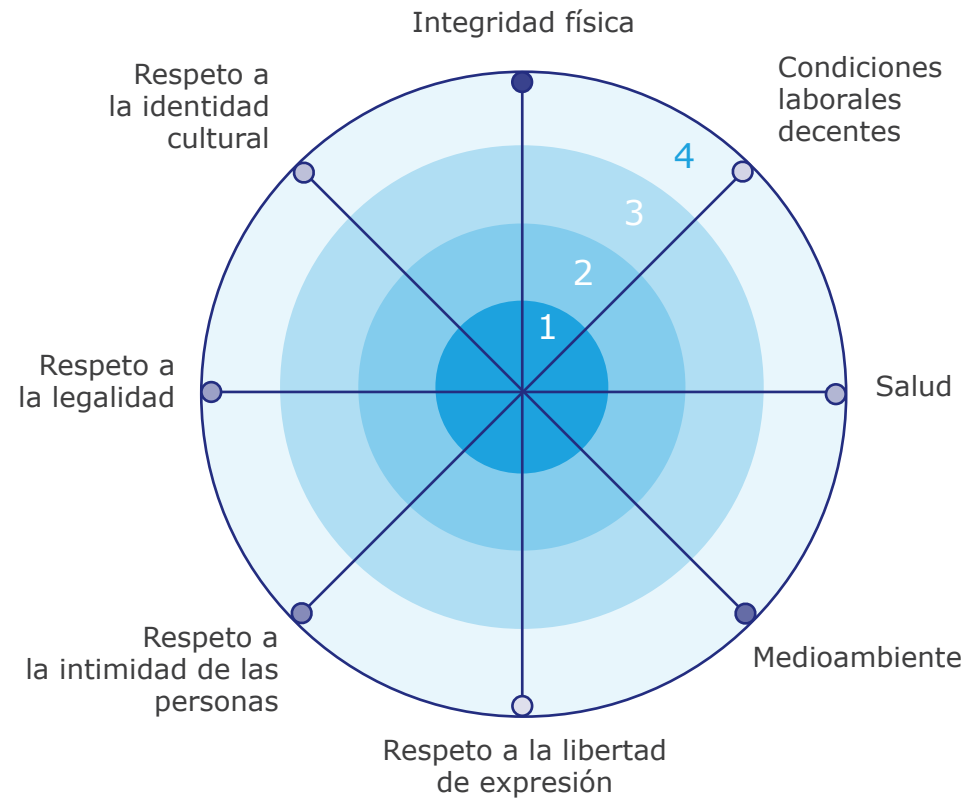 Integridad física
Condiciones
laborales
decentes
Respeto a
la identidad
cultural
4
3
2
1
Respeto a
la legalidad
Salud
Respeto a
la intimidad de las
personas
Medioambiente
Respeto a la libertad
de expresión